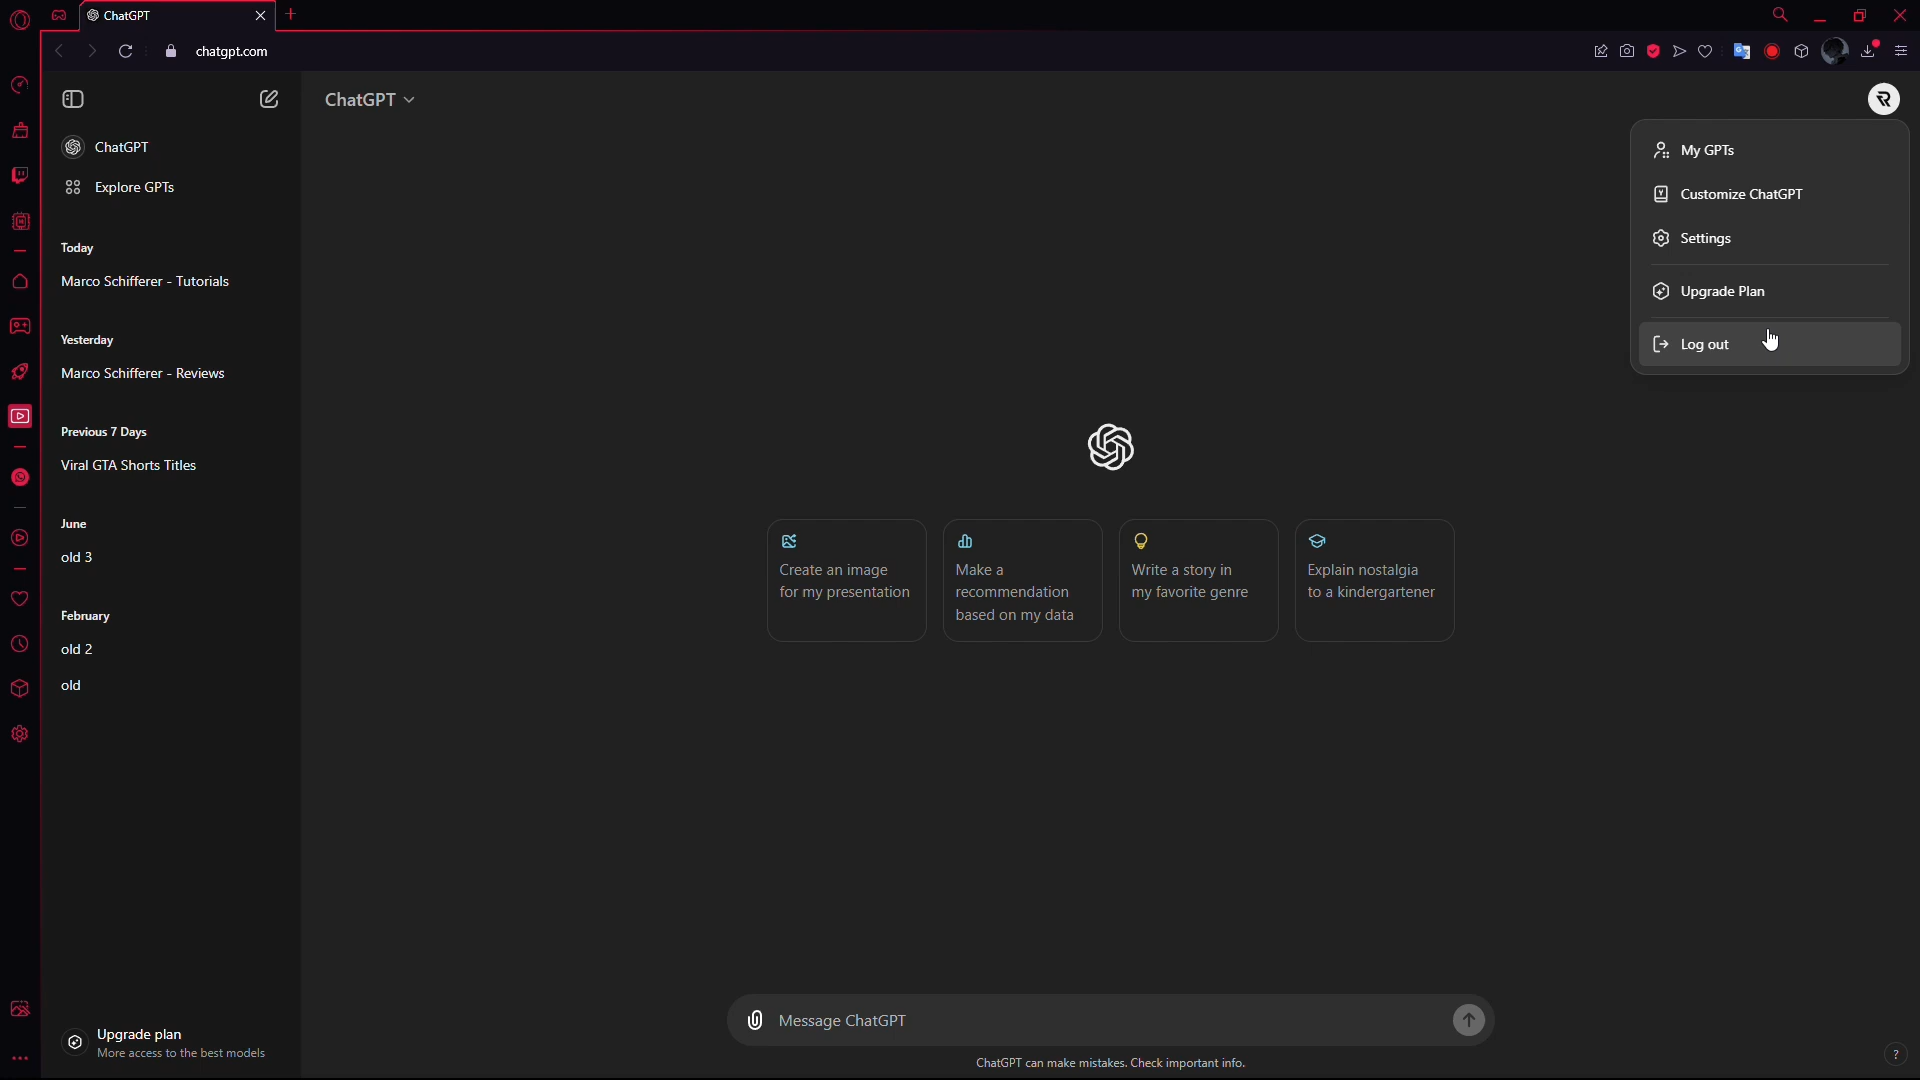 ChatGPT
chatgpt.com
ChatGPT
ChatGPT
Explore GPTs
Today
Marco Schifferer - Tutorials
Yesterday
Marco Schifferer - Reviews
Previous 7 Days
Viral GTA Shorts Titles
June
old 3
February
old 2
old
Upgrade plan
More access to the best models
My GPTs
Customize ChatGPT
Settings
Upgrade Plan
Log out
Create an image
for my presentation
Make a
recommendation
based on my data
Write a story in
my favorite genre
Explain nostalgia
to a kindergartener
Message ChatGPT
ChatGPT can make mistakes. Check important info.
?